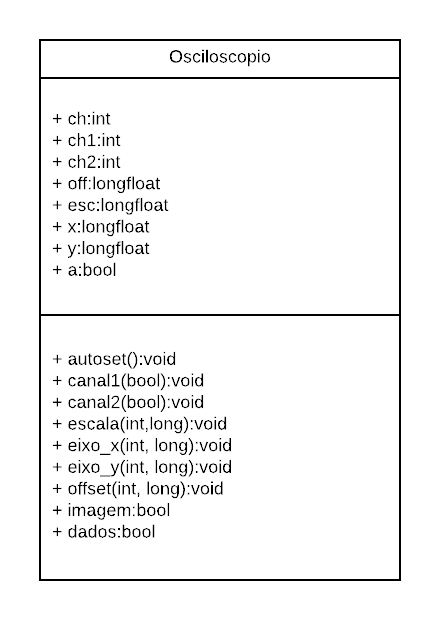 Osciloscopio
+ ch:int
+ ch1:int
+ ch2:int
+ off:longfloat
+ esc:longfloat
+ x:longfloat
+ y:longfloat
+ a:bool
+ autoset():void
+ canal1(bool):void
+ canal2(bool):void
+ escala(int,long):void
+ eixo_x(int, long):void
+ eixo_y(int, long):void
+ offset(int, long):void
+ imagem:bool
+ dados:bool